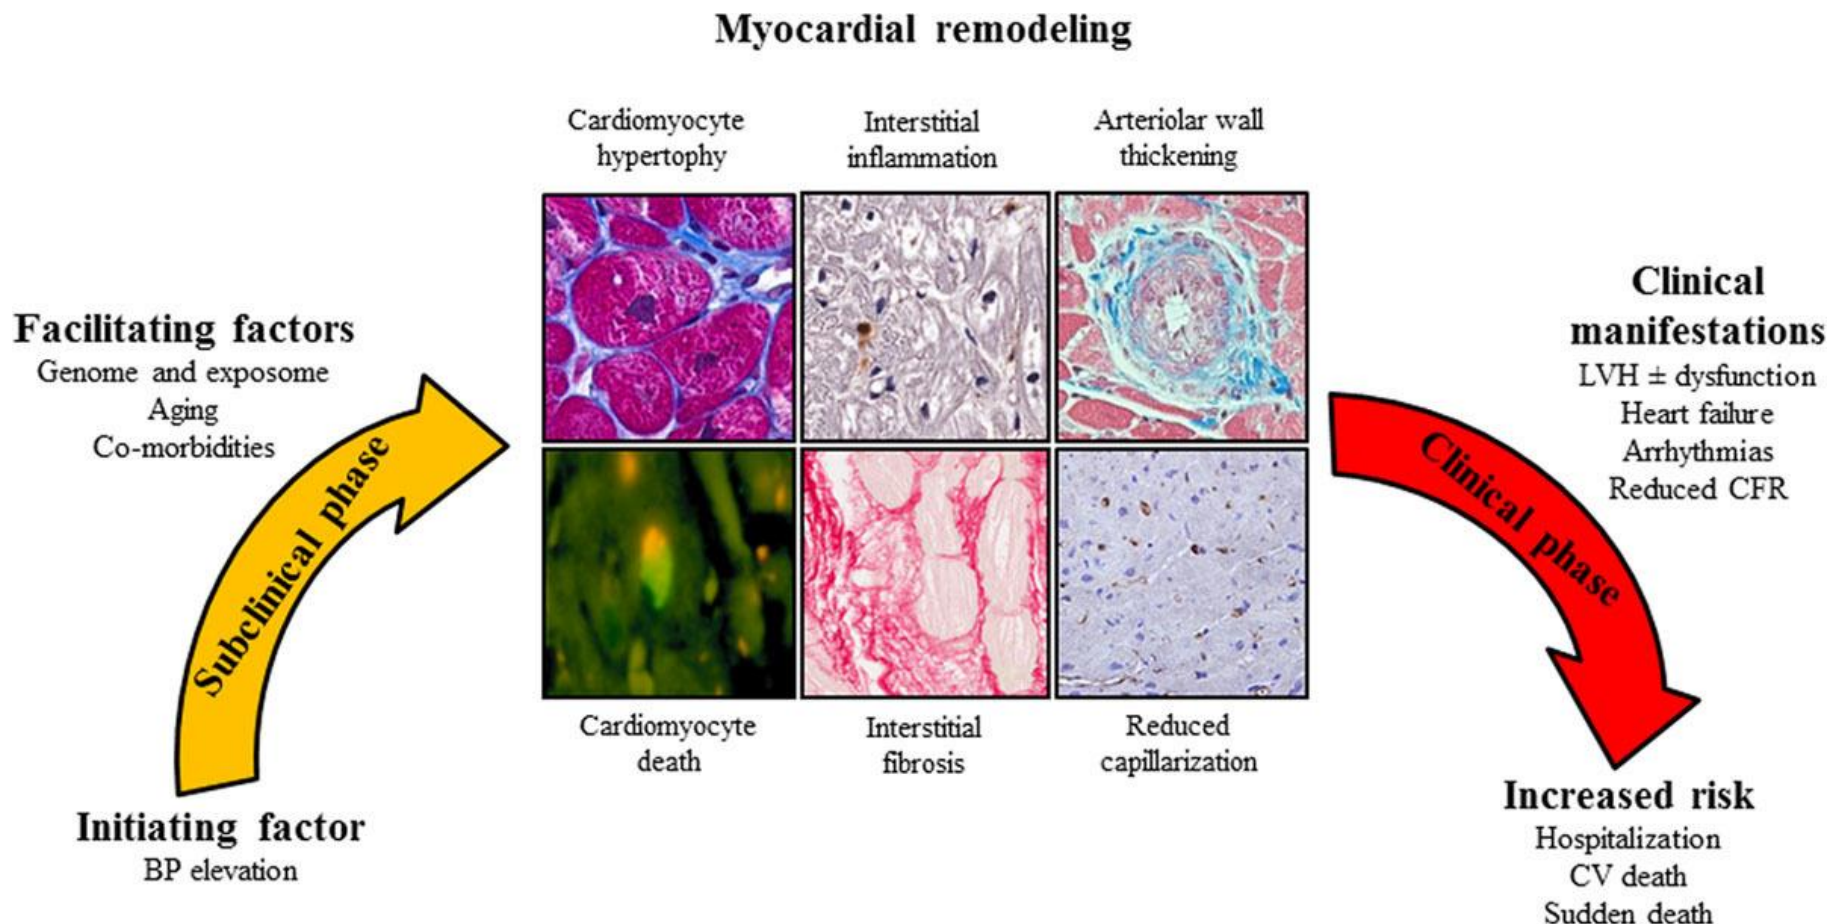 Myocardial remodeling
Cardiomyocyte
hypertophy
Interstitial
inflammation
Arteriolar wall
thickening
Facilitating factors
Genome and exposome
Aging
Co-morbidities
Subclinical phase
Initiating factor
BP elevation
Cardiomyocyte
death
Interstitial
fibrosis
Reduced
capillarization
Clinical
manifestations
LVH ± dysfunction
Heart failure
Arrhythmias
Reduced CFR
Clinical phase
Increased risk
Hospitalization
CV death
Sudden death